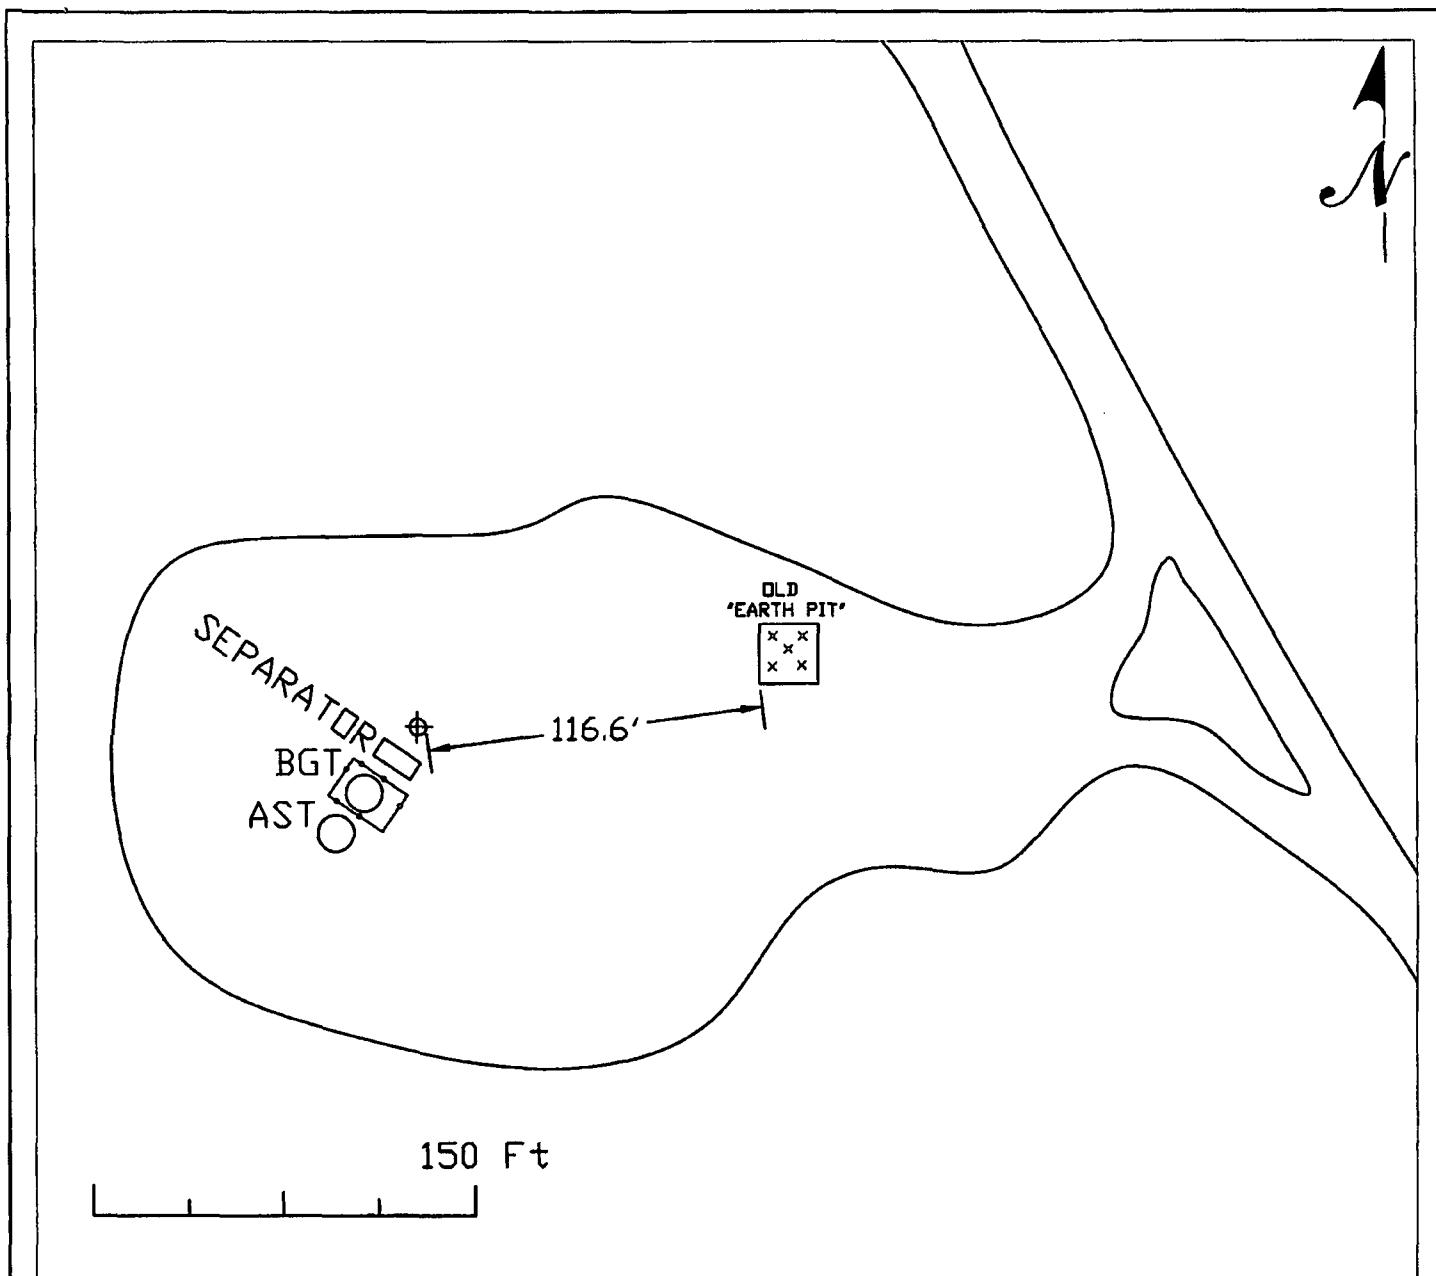 N
OLD
"EARTH PIT"
SEPARATOR
116.6'
BGT
AST
150 Ft